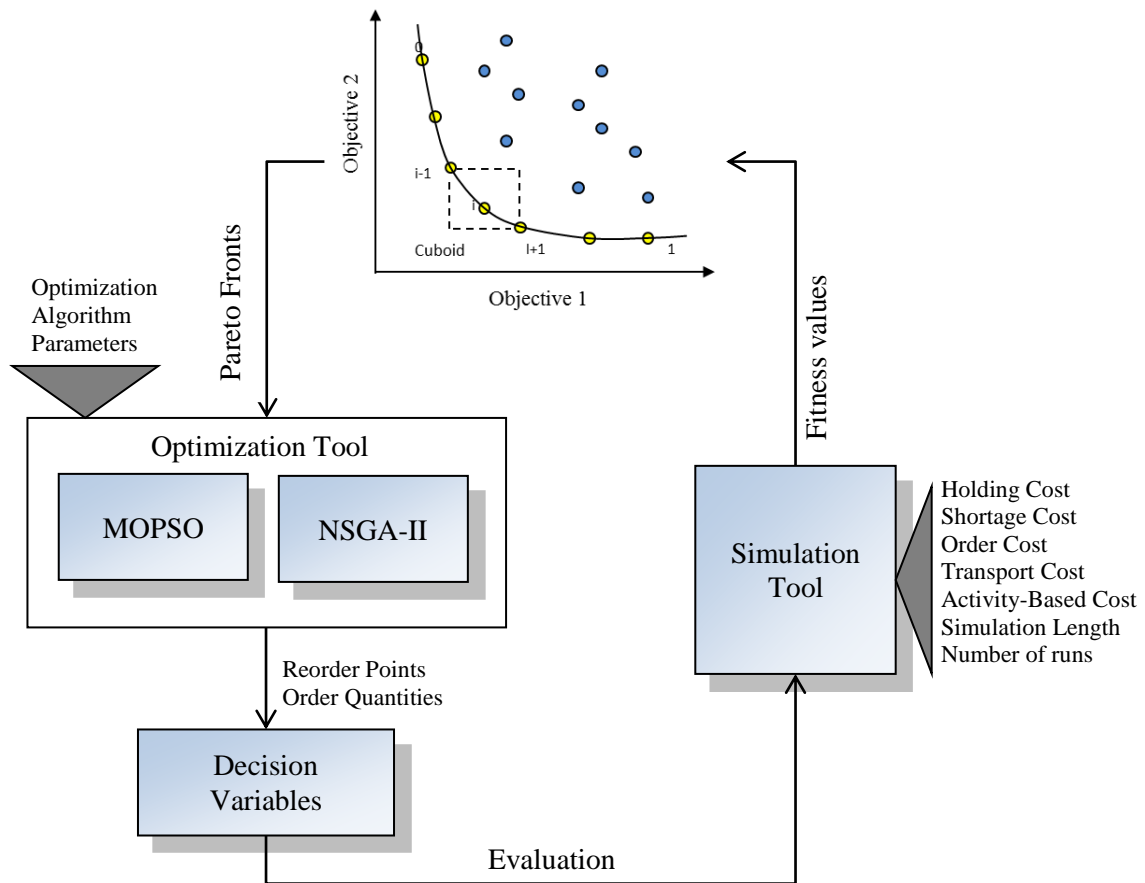 0
Objective 2
i-1
i
Cuboid
I+1
1
Objective 1
Optimization
Algorithm
Parameters
Pareto Fronts
Fitness values
Optimization Tool
MOPSO
NSGA-II
Simulation
Tool
Holding Cost
Shortage Cost
Order Cost
Transport Cost
Activity-Based Cost
Simulation Length
Number of runs
Reorder Points
Order Quantities
Decision
Variables
Evaluation